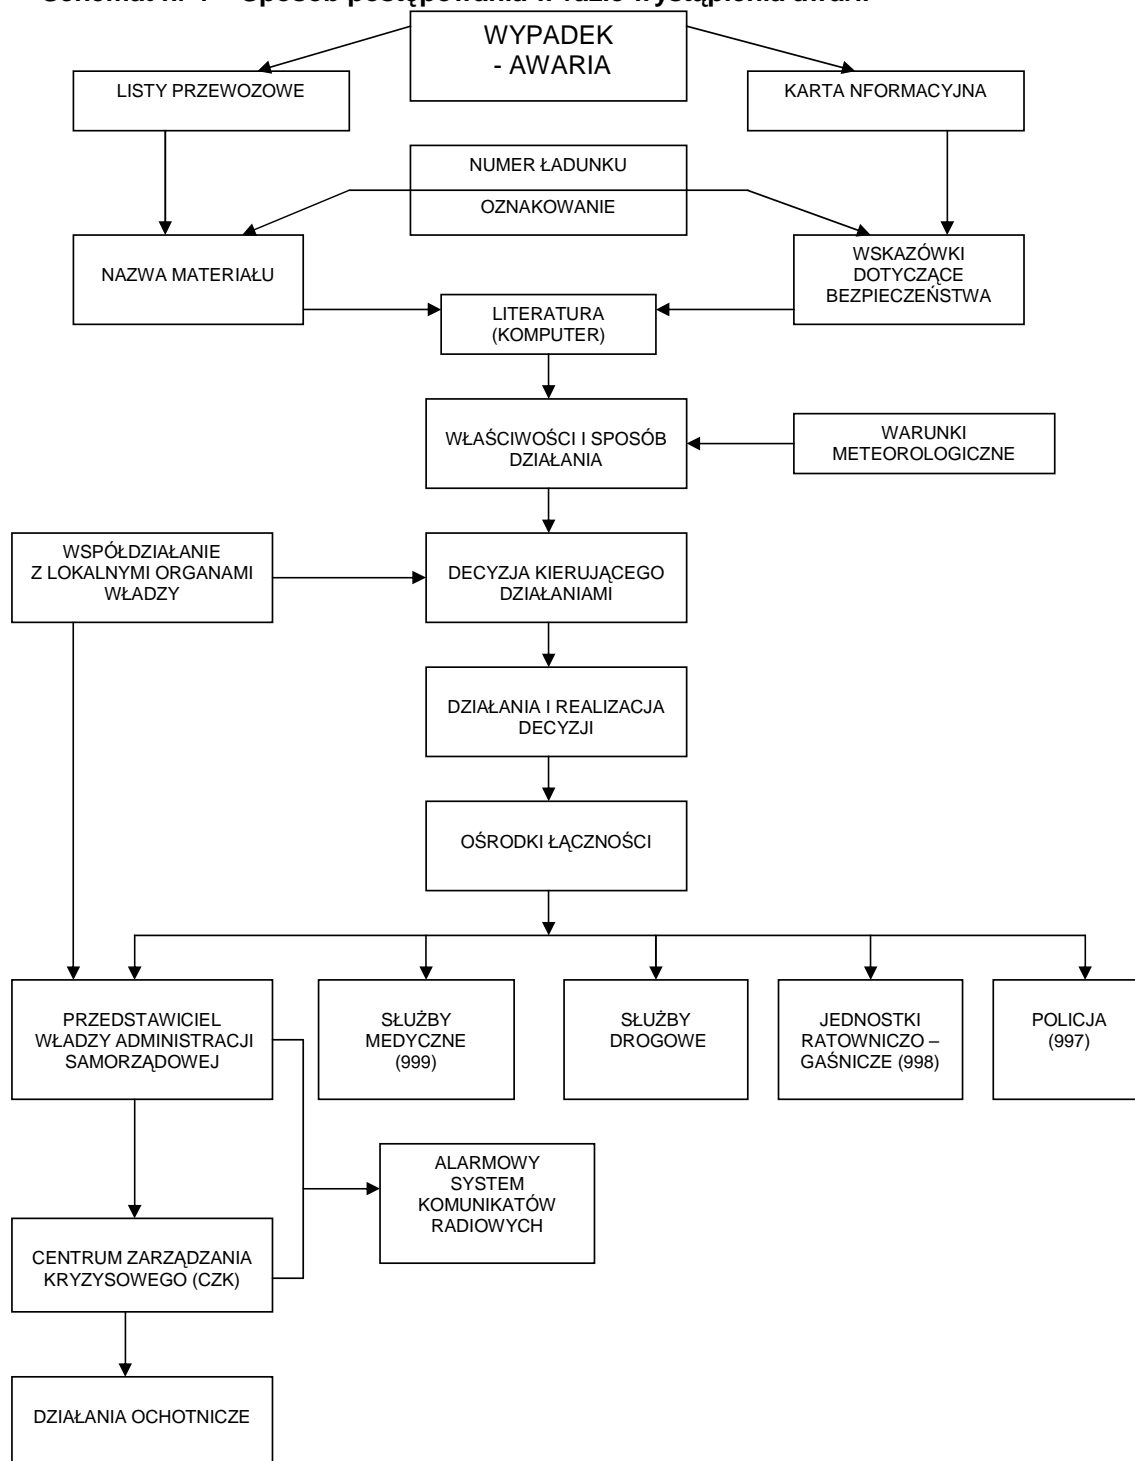 WYPADEK
- AWARIA
LISTY PRZEWOZOWE
KARTA NFORMACYJNA
NUMER ŁADUNKU
OZNAKOWANIE
NAZWA MATERIAŁU
WSKAZÓWKI
DOTYCZĄCE
BEZPIECZEŃSTWA
LITERATURA
(KOMPUTER)
WŁAŚCIWOŚCI I SPOSÓB
DZIAŁANIA
WARUNKI
METEOROLOGICZNE
WSPÓŁDZIAŁANIE
Z LOKALNYMI ORGANAMI
WŁADZY
DECYZJA KIERUJĄCEGO
DZIAŁANIAMI
DZIAŁANIA I REALIZACJA
DECYZJI
OŚRODKI ŁĄCZNOŚCI
PRZEDSTAWICIEL
WŁADZY ADMINISTRACJI
SAMORZĄDOWEJ
SŁUŻBY
MEDYCZNE
(999)
SŁUŻBY
DROGOWE
JEDNOSTKI
RATOWNICZO –
GAŚNICZE (998)
POLICJA
(997)
ALARMOWY
SYSTEM
KOMUNIKATÓW
RADIOWYCH
CENTRUM ZARZĄDZANIA
KRYZYSOWEGO (CZK)
DZIAŁANIA OCHOTNICZE